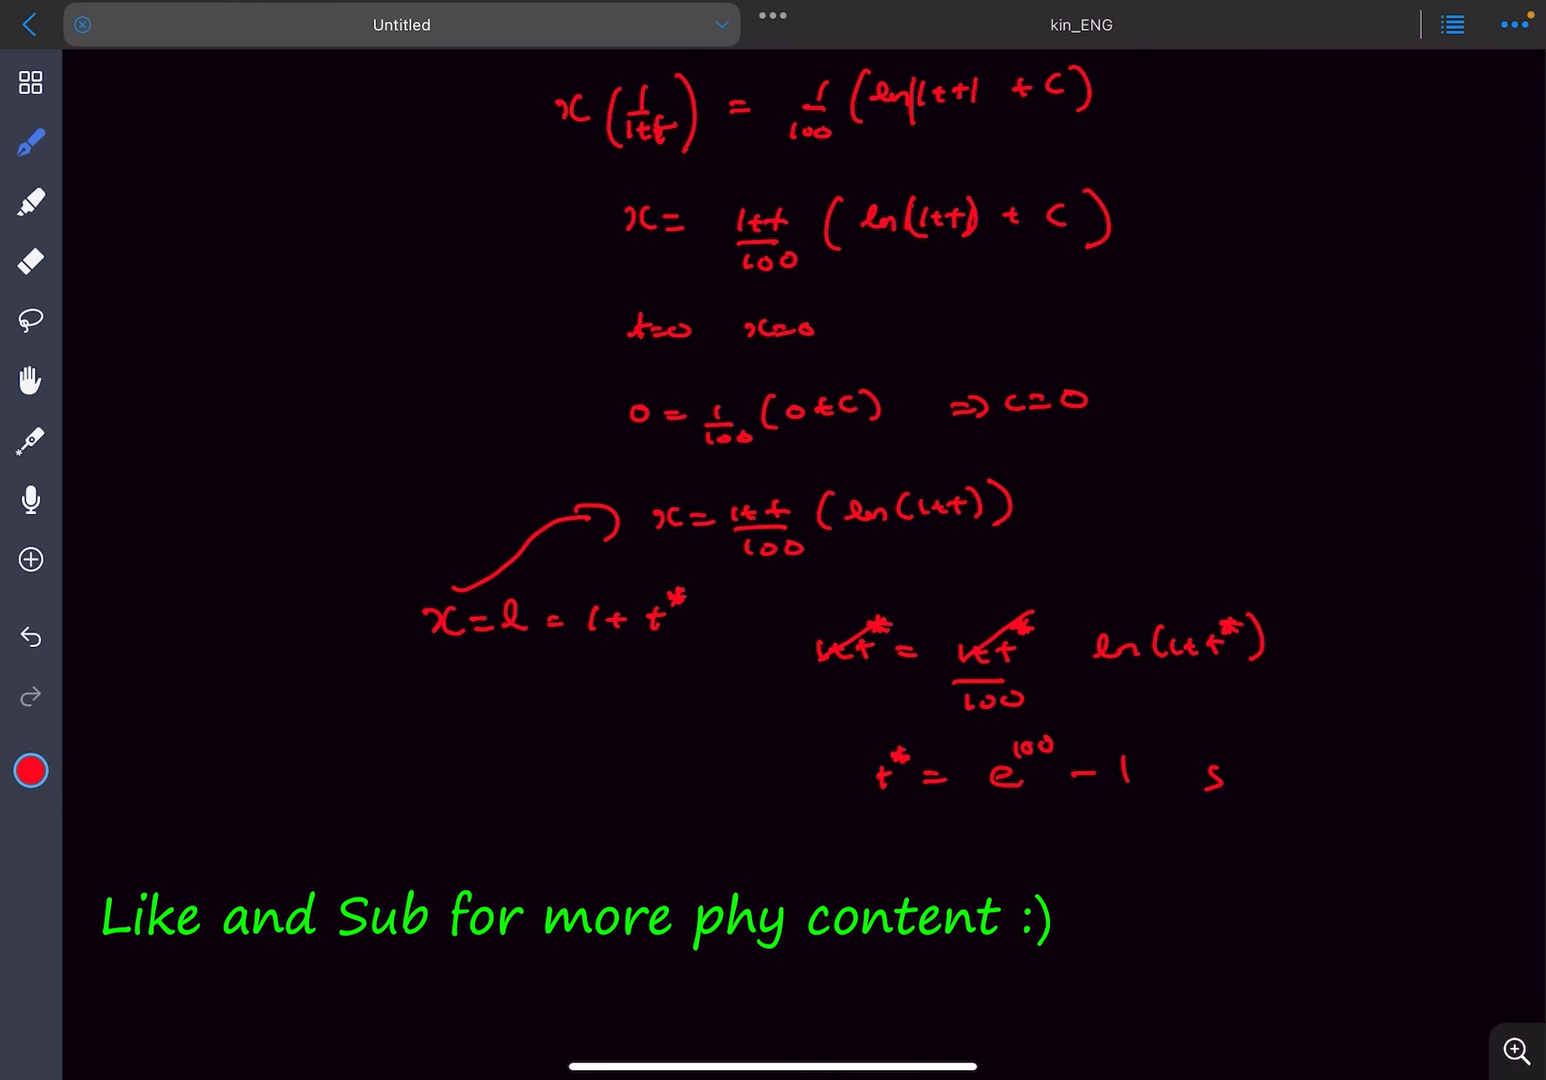 Untitled
kin_ENG
x(1/(1+t)) = 1/100 (ln|1+t| + C)
x = (1+t)/100 (ln(1+t) + C)
t=0 x=0
0 = 1/100 (0+C) ⇒ C=0
x = (1+t)/100 (ln(1+t))
x = l = 1+t*
1+t* = (1+t*)/100 ln(1+t*)
t* = e^100 - 1 s
Like and Sub for more phy content :)